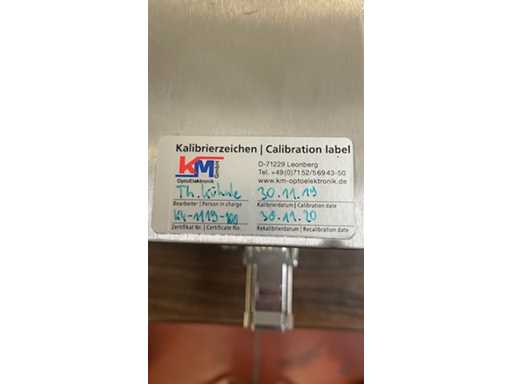 Kalibrierzeichen | Calibration label
KM GmbH
OptoElektronik
D-71229 Leonberg
Tel. +49(0)7152/56943-50
www.km-optoelektronik.de
Th. Kühnle 30.11.19
Bearbeiter | Person in charge Kalibrierdatum | Calibration date
30.11.20
Zertifikat Nr. | Certificate No. Rekalibrierdatum | Recalibration date